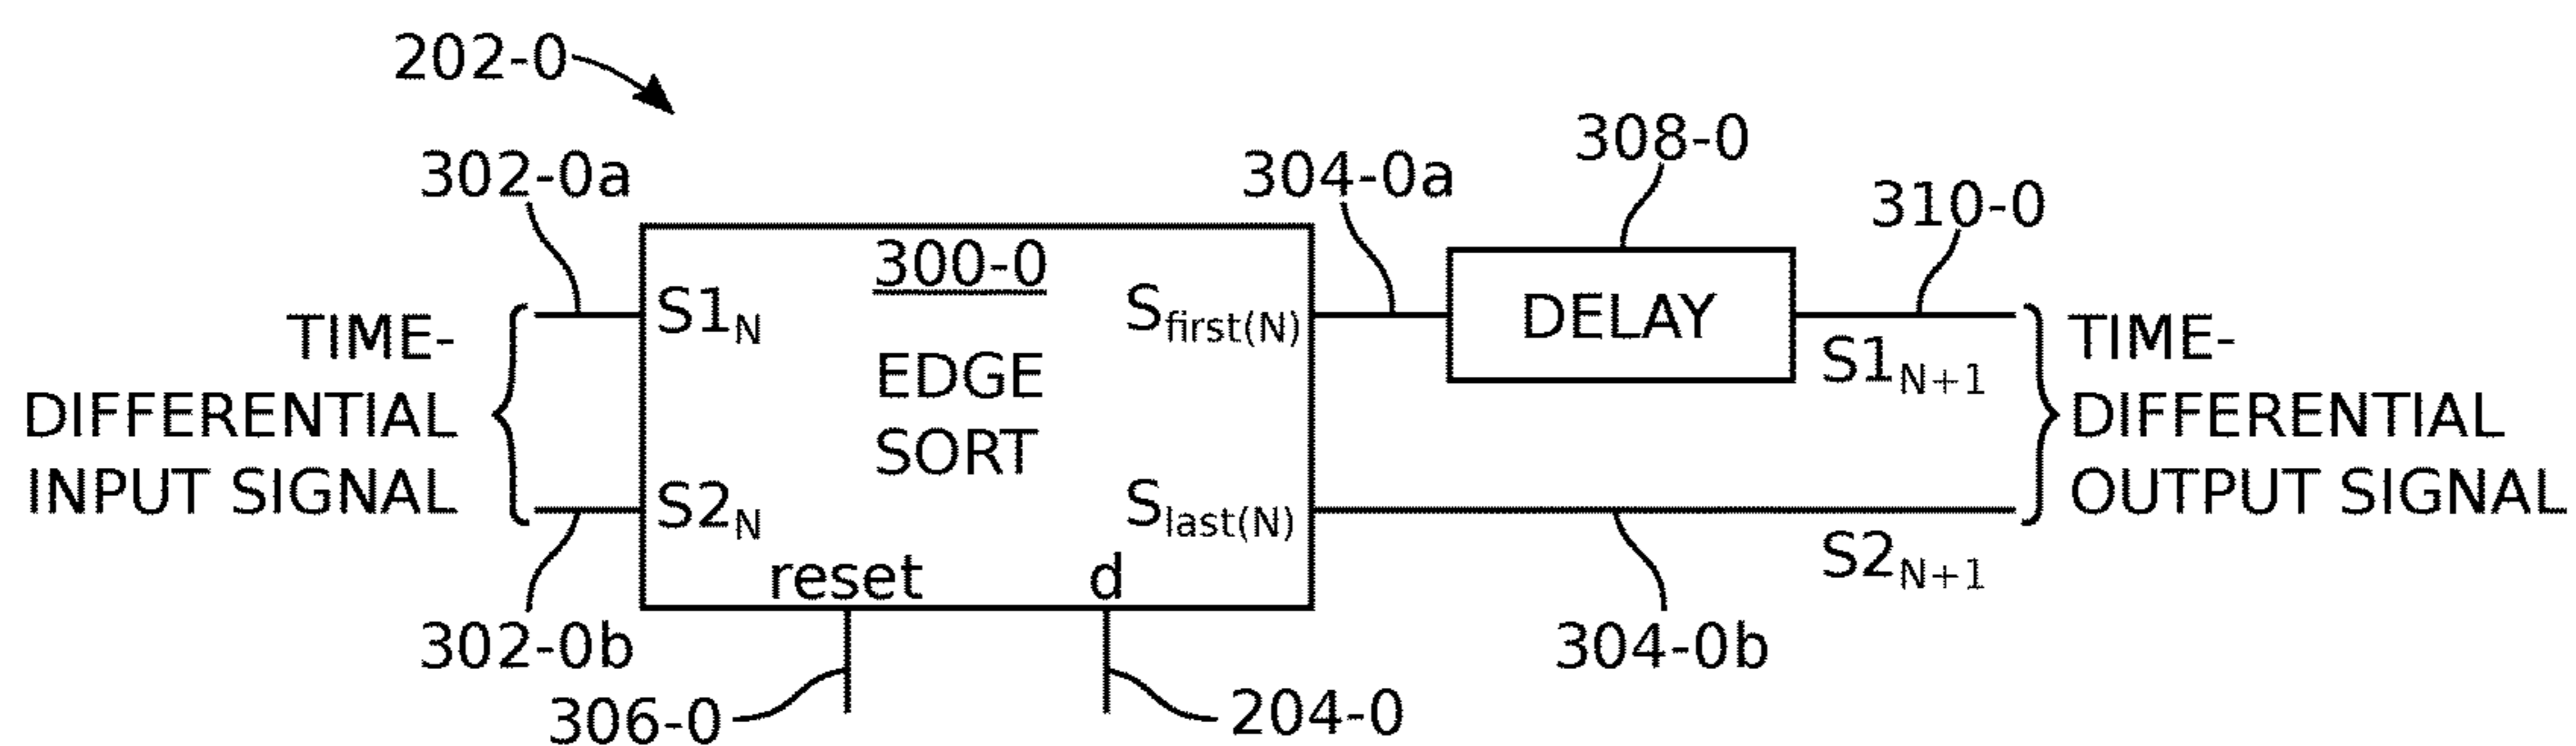 202-0
302-0a
304-0a
308-0
310-0
300-0
S1N
Sfirst(N)
DELAY
TIME-
DIFFERENTIAL
INPUT SIGNAL
EDGE
SORT
S1N+1
TIME-
DIFFERENTIAL
OUTPUT SIGNAL
S2N
Slast(N)
S2N+1
reset
d
302-0b
304-0b
306-0
204-0